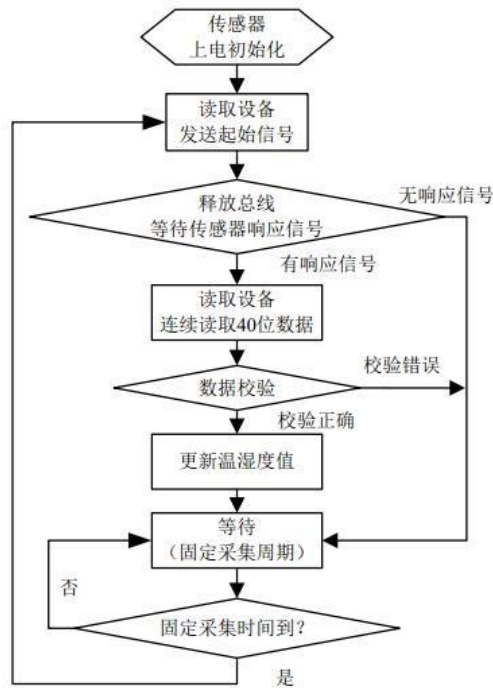 传感器
上电初始化
读取设备
发送起始信号
释放总线
等待传感器响应信号
无响应信号
有响应信号
读取设备
连续读取40位数据
数据校验
校验错误
校验正确
更新温湿度值
等待
（固定采集周期）
否
固定采集时间到？
是